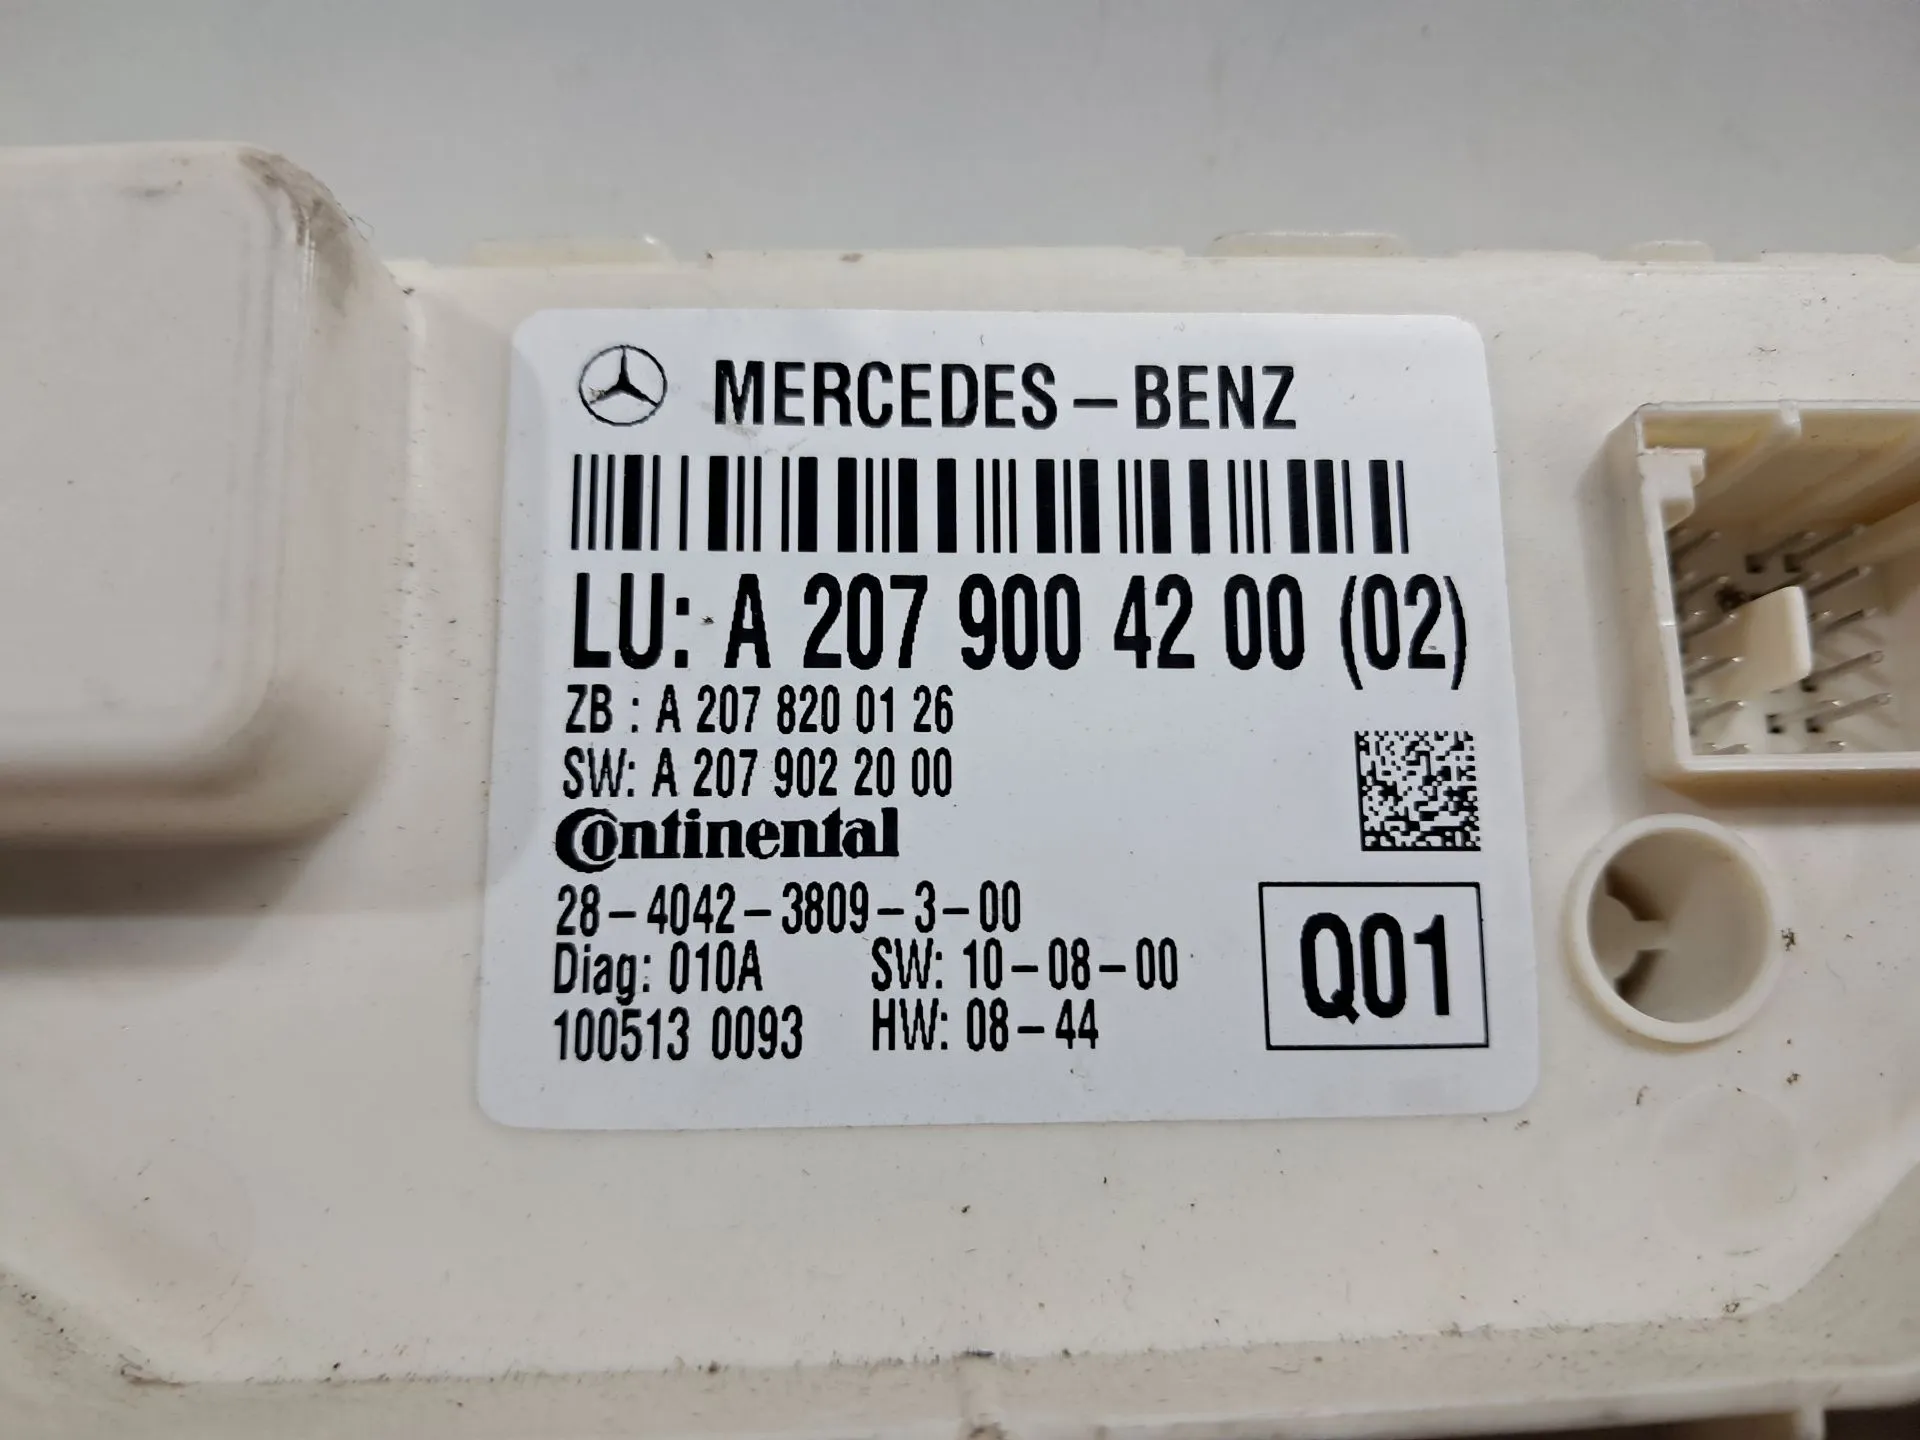 MERCEDES-BENZ
LU: A 207 900 42 00 (02)
ZB : A 207 820 01 26
SW: A 207 902 20 00
Continental
28-4042-3809-3-00
Diag: 010A SW: 10-08-00
100513 0093 HW: 08-44
Q01